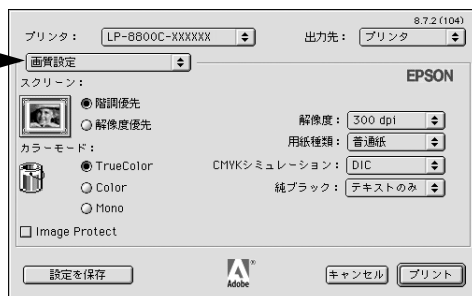 8.7.2 (104)
プリンタ： LP-8800C-XXXXXX 出力先： プリンタ
画質設定
EPSON
スクリーン：
階調優先
解像度優先
解像度： 300 dpi
用紙種類： 普通紙
カラーモード：
TrueColor
CMYKシミュレーション： DIC
Color
純ブラック： テキストのみ
Mono
Image Protect
設定を保存
Adobe
キャンセル プリント